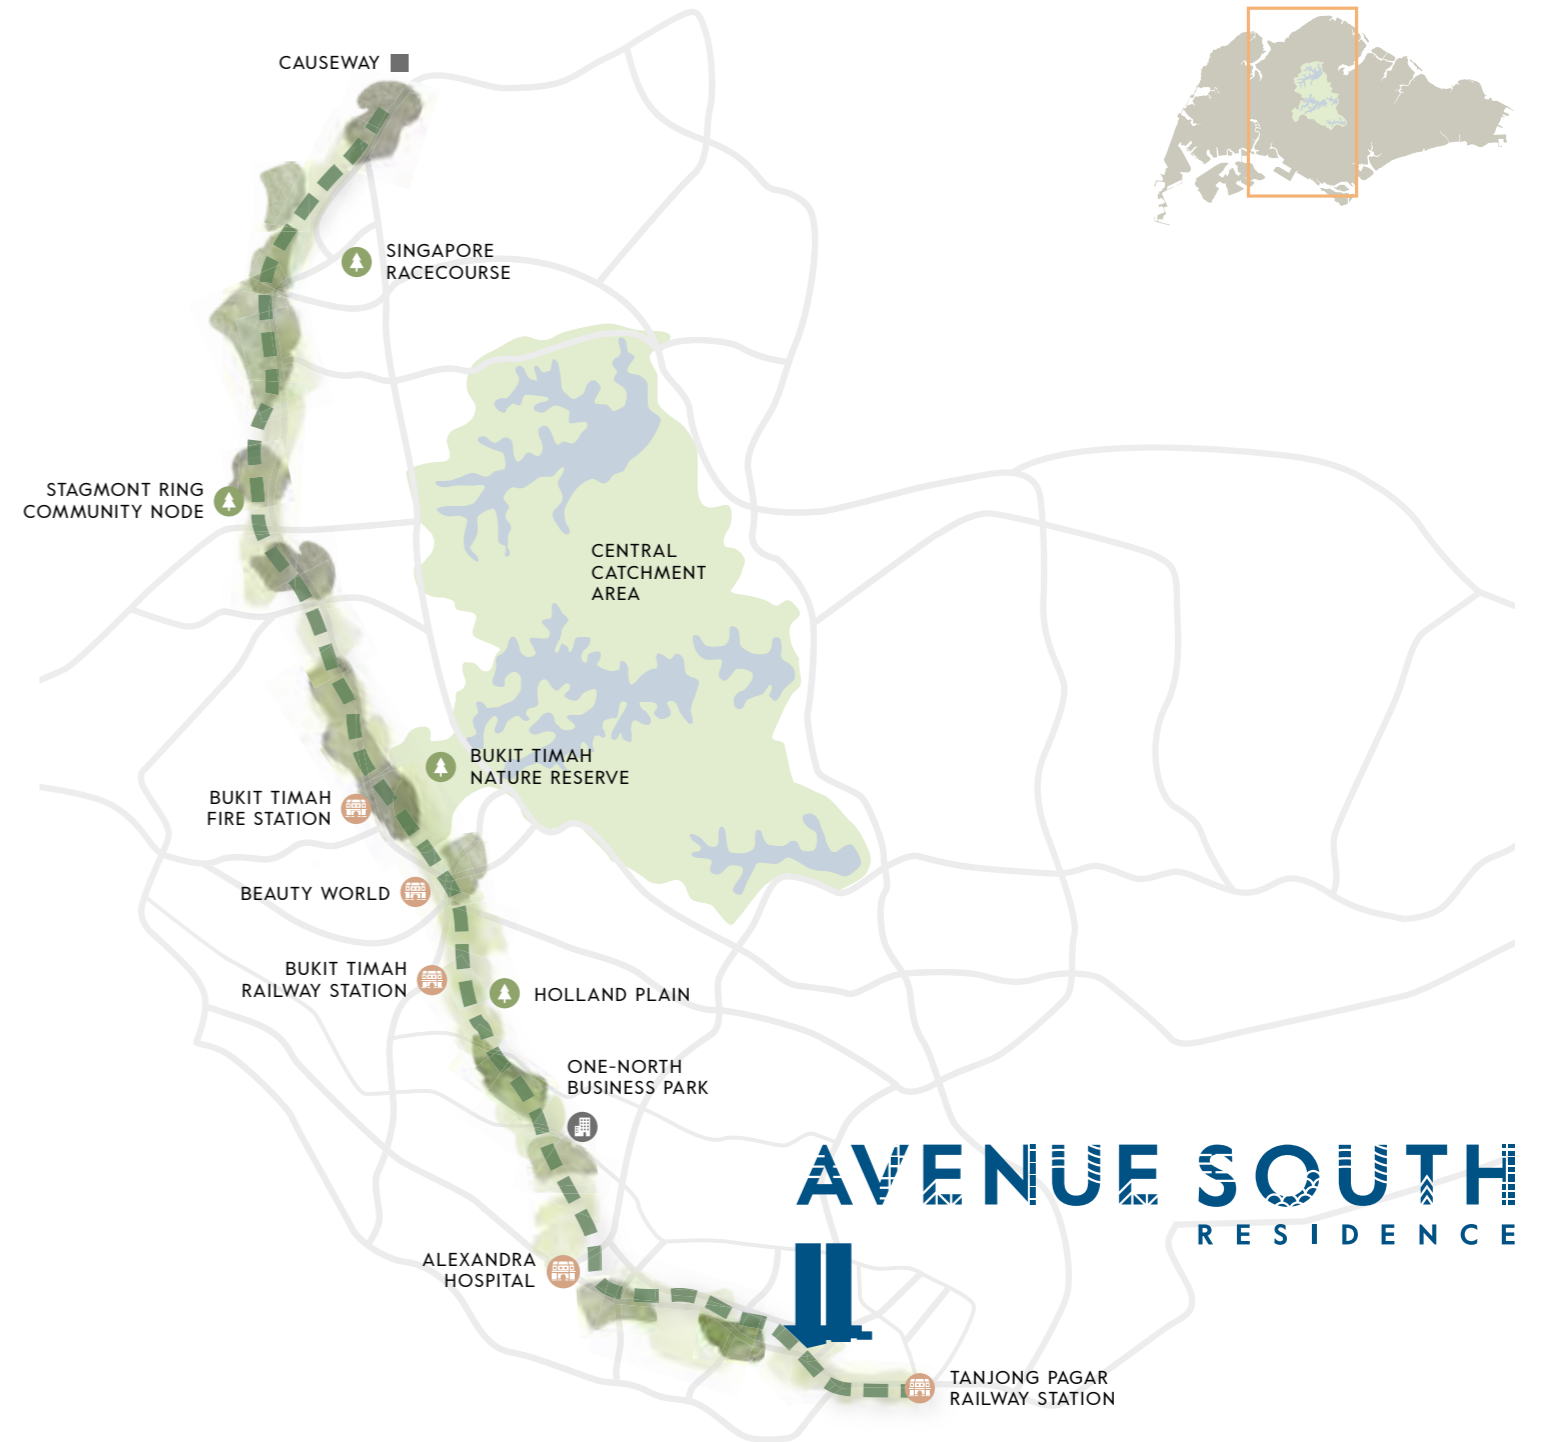 CAUSEWAY
SINGAPORE
RACECOURSE
STAGMONT RING
COMMUNITY NODE
CENTRAL
CATCHMENT
AREA
BUKIT TIMAH
NATURE RESERVE
BUKIT TIMAH
FIRE STATION
BEAUTY WORLD
BUKIT TIMAH
RAILWAY STATION
HOLLAND PLAIN
ONE-NORTH
BUSINESS PARK
AVENUE SOUTH
RESIDENCE
ALEXANDRA
HOSPITAL
TANJONG PAGAR
RAILWAY STATION